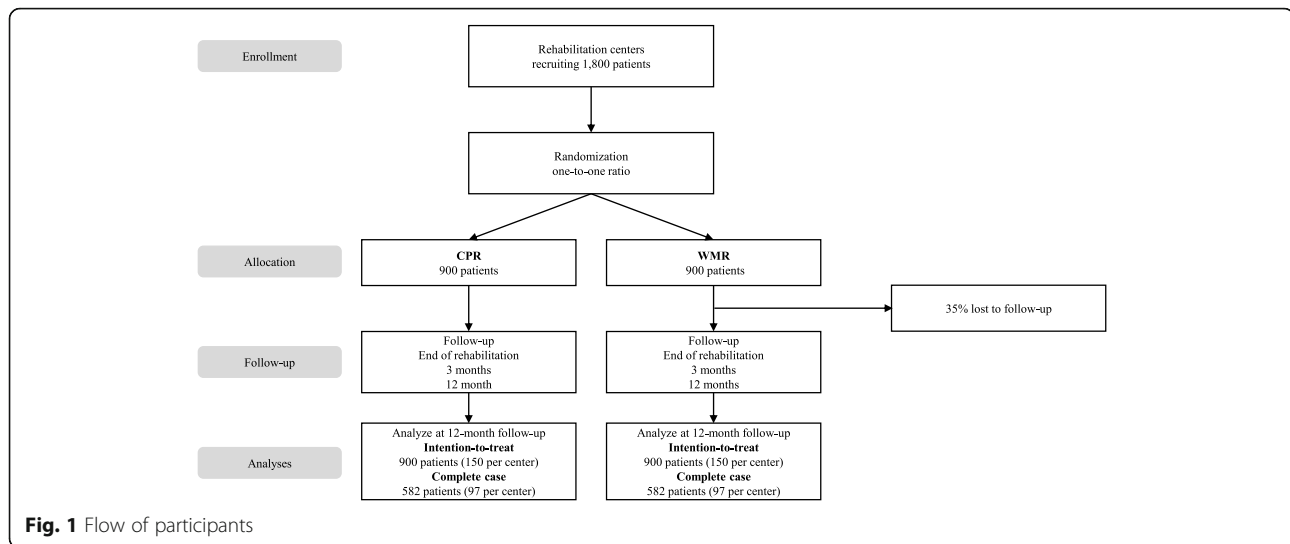 Enrollment
Rehabilitation centers
recruiting 1,800 patients
Randomization
one-to-one ratio
Allocation
CPR
900 patients
WMR
900 patients
35% lost to follow-up
Follow-up
Follow-up
End of rehabilitation
3 months
12 month
Follow-up
End of rehabilitation
3 months
12 months
Analyses
Analyze at 12-month follow-up
Intention-to-treat
900 patients (150 per center)
Complete case
582 patients (97 per center)
Analyze at 12-month follow-up
Intention-to-treat
900 patients (150 per center)
Complete case
582 patients (97 per center)
Fig. 1 Flow of participants